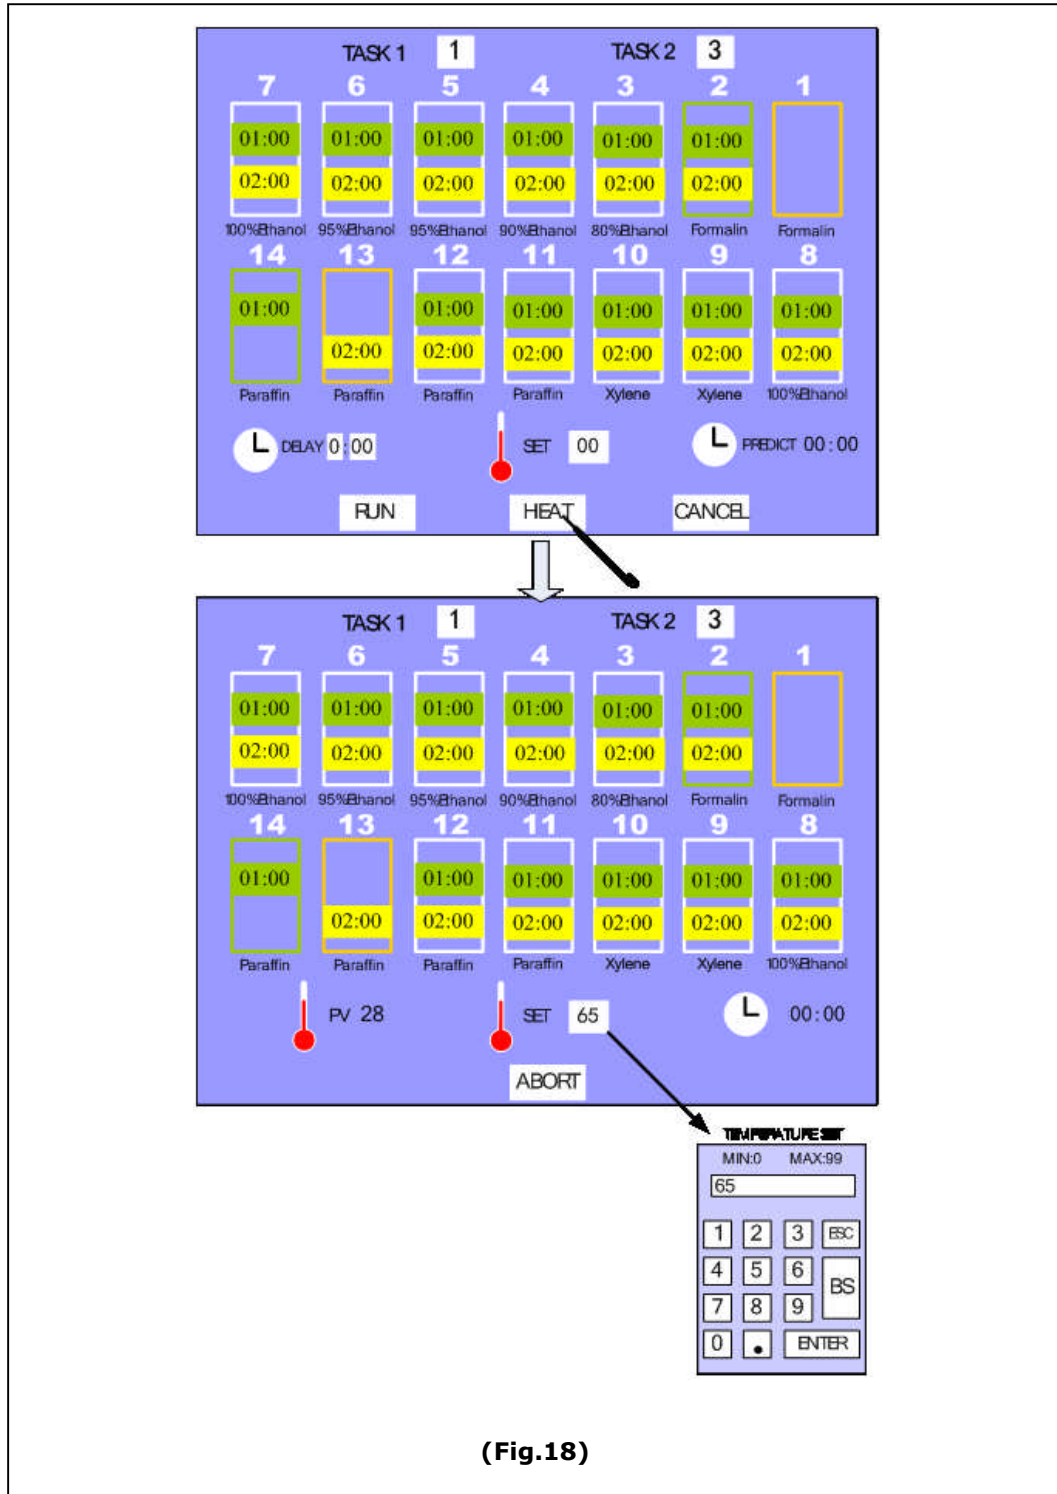 TASK 1 1 TASK 2 3
7 6 5 4 3 2 1
01:00 01:00 01:00 01:00 01:00 01:00
02:00 02:00 02:00 02:00 02:00 02:00
100%Ethanol 95%Ethanol 95%Ethanol 90%Ethanol 80%Ethanol Formalin Formalin
14 13 12 11 10 9 8
01:00 01:00 01:00 01:00 01:00 01:00
02:00 02:00 02:00 02:00 02:00 02:00
Paraffin Paraffin Paraffin Paraffin Xylene Xylene 100%Ethanol
DELAY 0:00 SET 00 PREDICT 00:00
RUN HEAT CANCEL
TASK 1 1 TASK 2 3
7 6 5 4 3 2 1
01:00 01:00 01:00 01:00 01:00 01:00
02:00 02:00 02:00 02:00 02:00 02:00
100%Ethanol 95%Ethanol 95%Ethanol 90%Ethanol 80%Ethanol Formalin Formalin
14 13 12 11 10 9 8
01:00 01:00 01:00 01:00 01:00 01:00
02:00 02:00 02:00 02:00 02:00 02:00
Paraffin Paraffin Paraffin Paraffin Xylene Xylene 100%Ethanol
PV 28 SET 65 00:00
ABORT
TEMPERATURE SET
MIN:0 MAX:99
65
1 2 3 ESC
4 5 6 BS
7 8 9
0 . ENTER
(Fig.18)